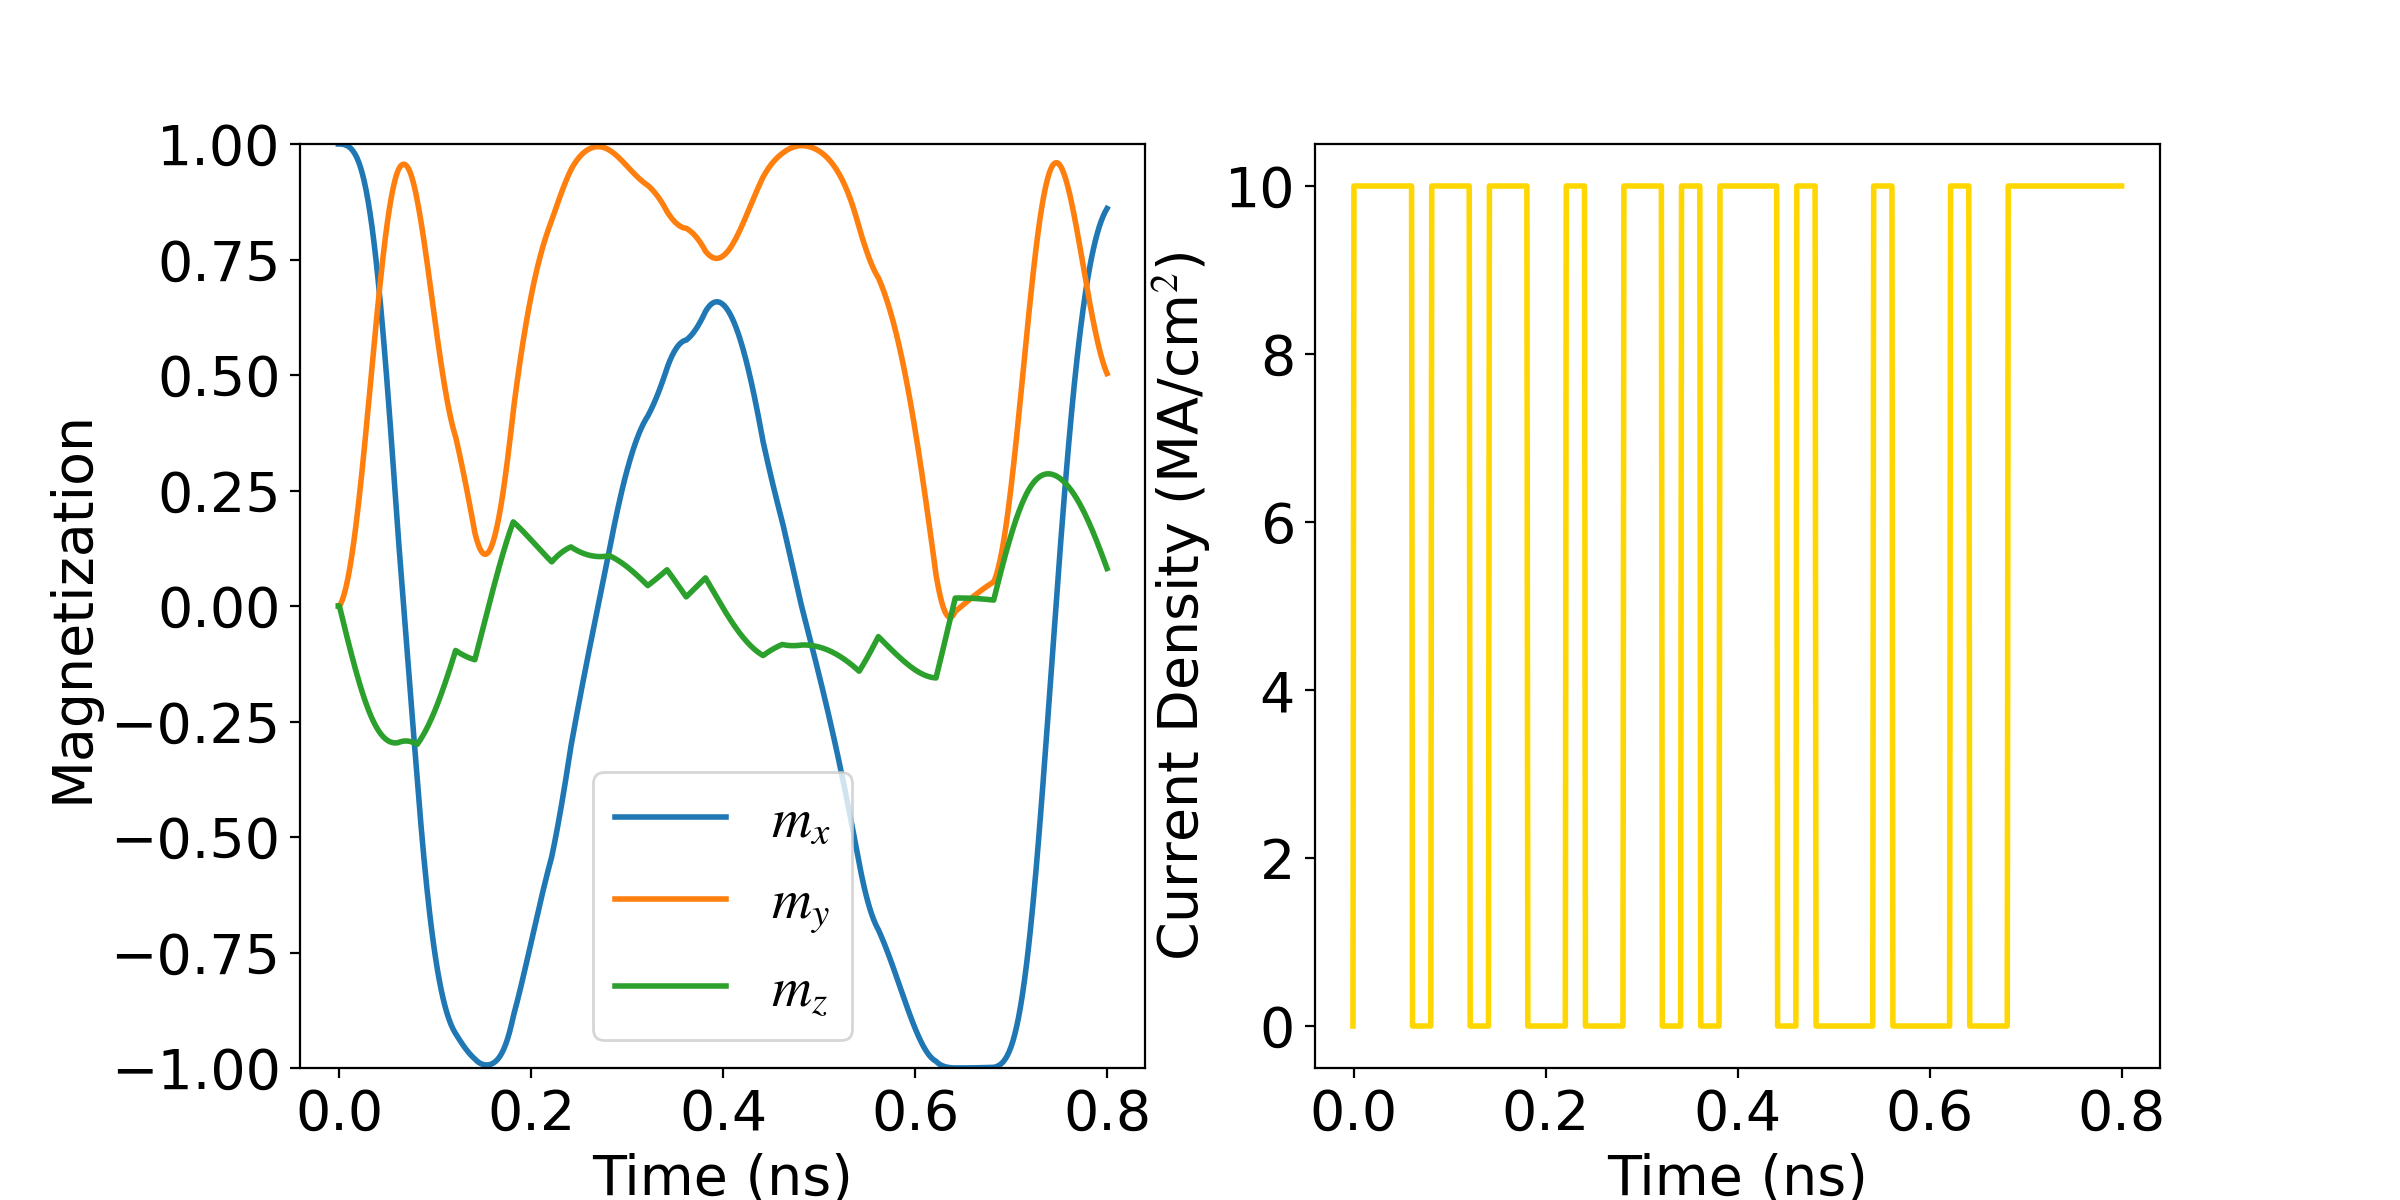 Magnetization
1.00
0.75
0.50
0.25
0.00
−0.25
−0.50
−0.75
−1.00
0.0 0.2 0.4 0.6 0.8
Time (ns)
m_x
m_y
m_z
Current Density (MA/cm²)
10
8
6
4
2
0
0.0 0.2 0.4 0.6 0.8
Time (ns)